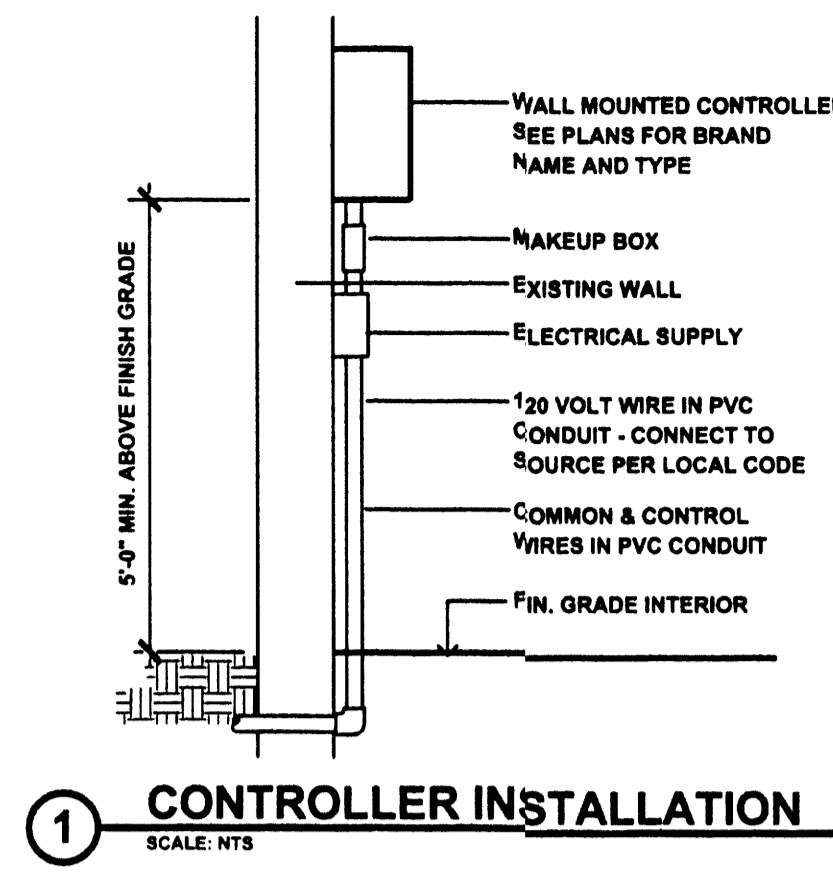 WALL MOUNTED CONTROLLER
SEE PLANS FOR BRAND
NAME AND TYPE
MAKEUP BOX
EXISTING WALL
ELECTRICAL SUPPLY
120 VOLT WIRE IN PVC
CONDUIT - CONNECT TO
SOURCE PER LOCAL CODE
COMMON & CONTROL
WIRES IN PVC CONDUIT
FIN. GRADE INTERIOR
5'-0" MIN. ABOVE FINISH GRADE
1
CONTROLLER INSTALLATION
SCALE: NTS